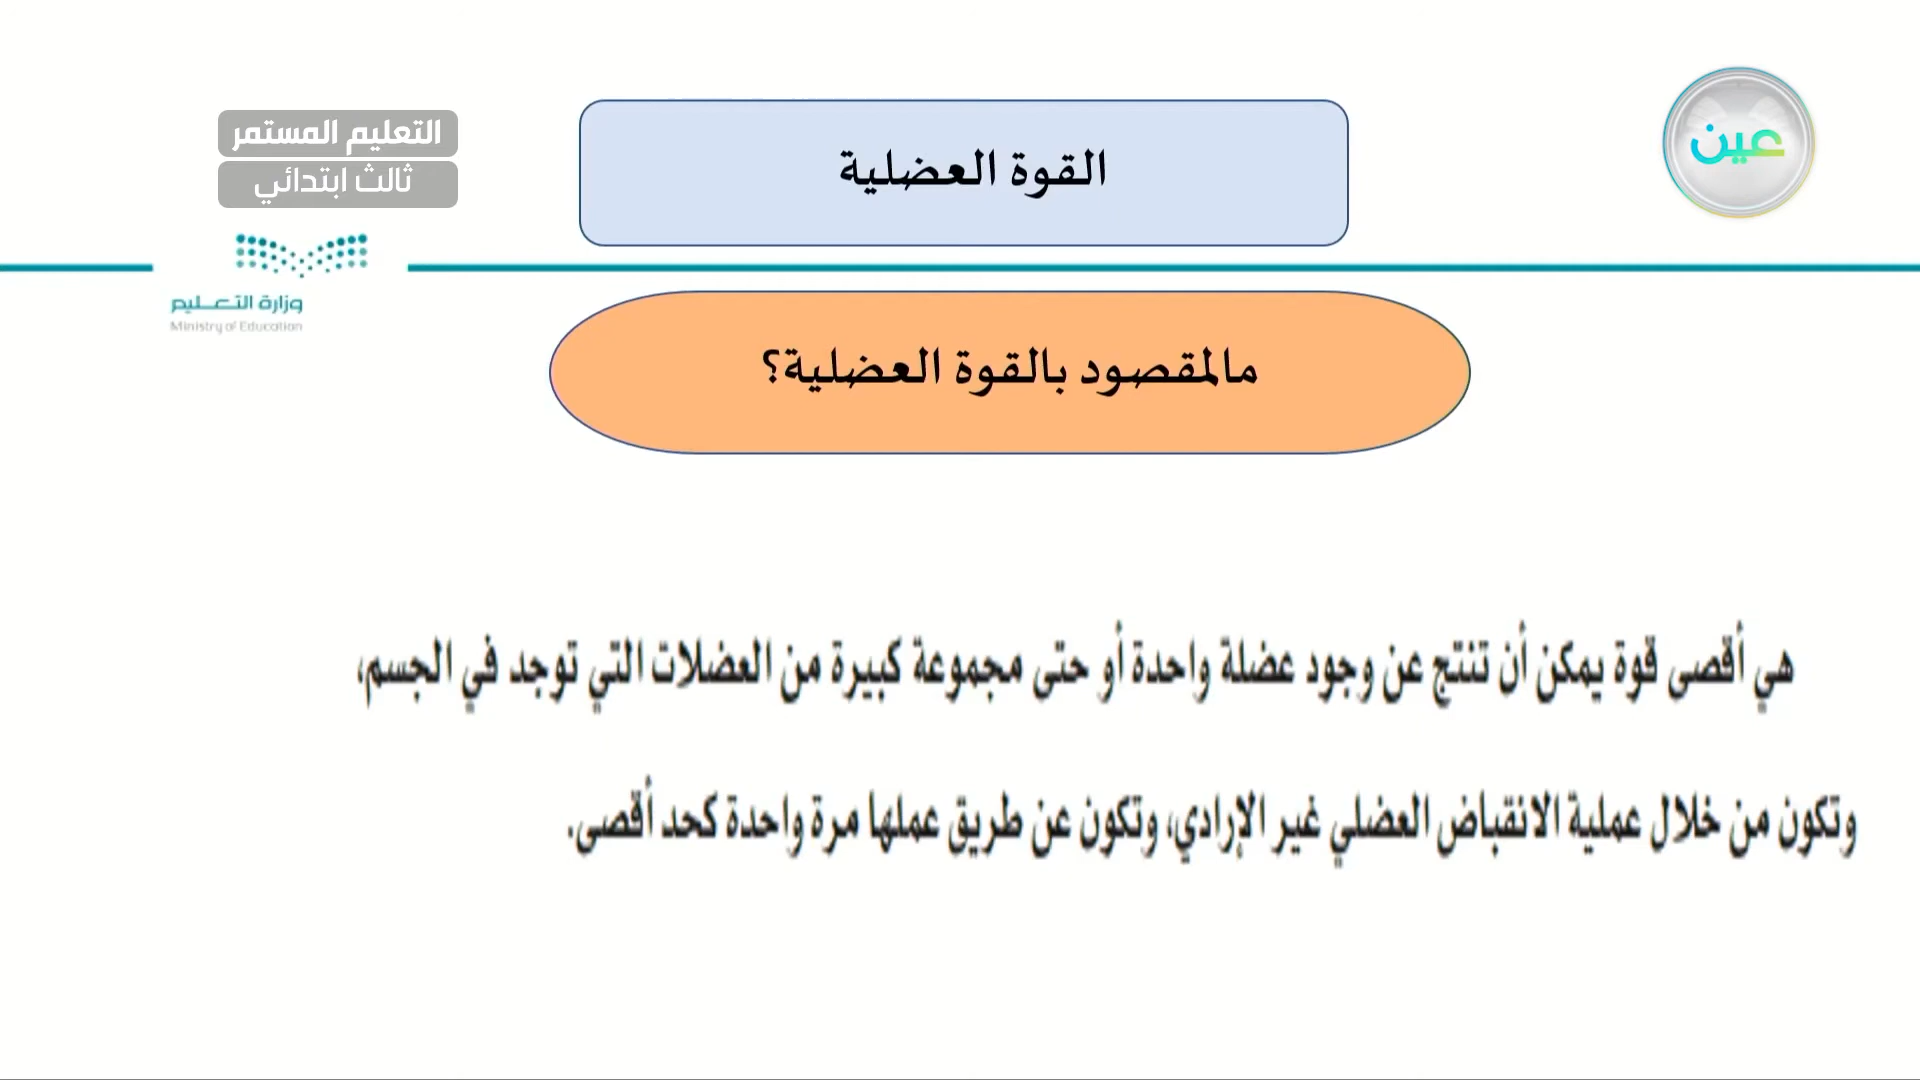 عين
التعليم المستمر
ثالث ابتدائي
القوة العضلية
وزارة التعليم
Ministry of Education
مالمقصود بالقوة العضلية؟
هي أقصى قوة يمكن أن تنتج عن وجود عضلة واحدة أو حتى مجموعة كبيرة من العضلات التي توجد في الجسم،
وتكون من خلال عملية الانقباض العضلي غير الإرادي، وتكون عن طريق عملها مرة واحدة كحد أقصى.